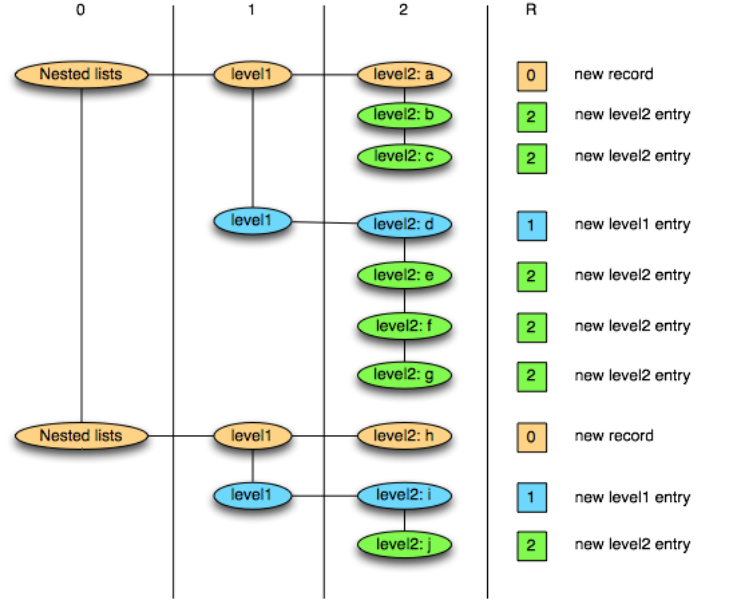 0 1 2 R
Nested lists level1 level2: a 0 new record
level2: b 2 new level2 entry
level2: c 2 new level2 entry
level1 level2: d 1 new level1 entry
level2: e 2 new level2 entry
level2: f 2 new level2 entry
level2: g 2 new level2 entry
Nested lists level1 level2: h 0 new record
level1 level2: i 1 new level1 entry
level2: j 2 new level2 entry